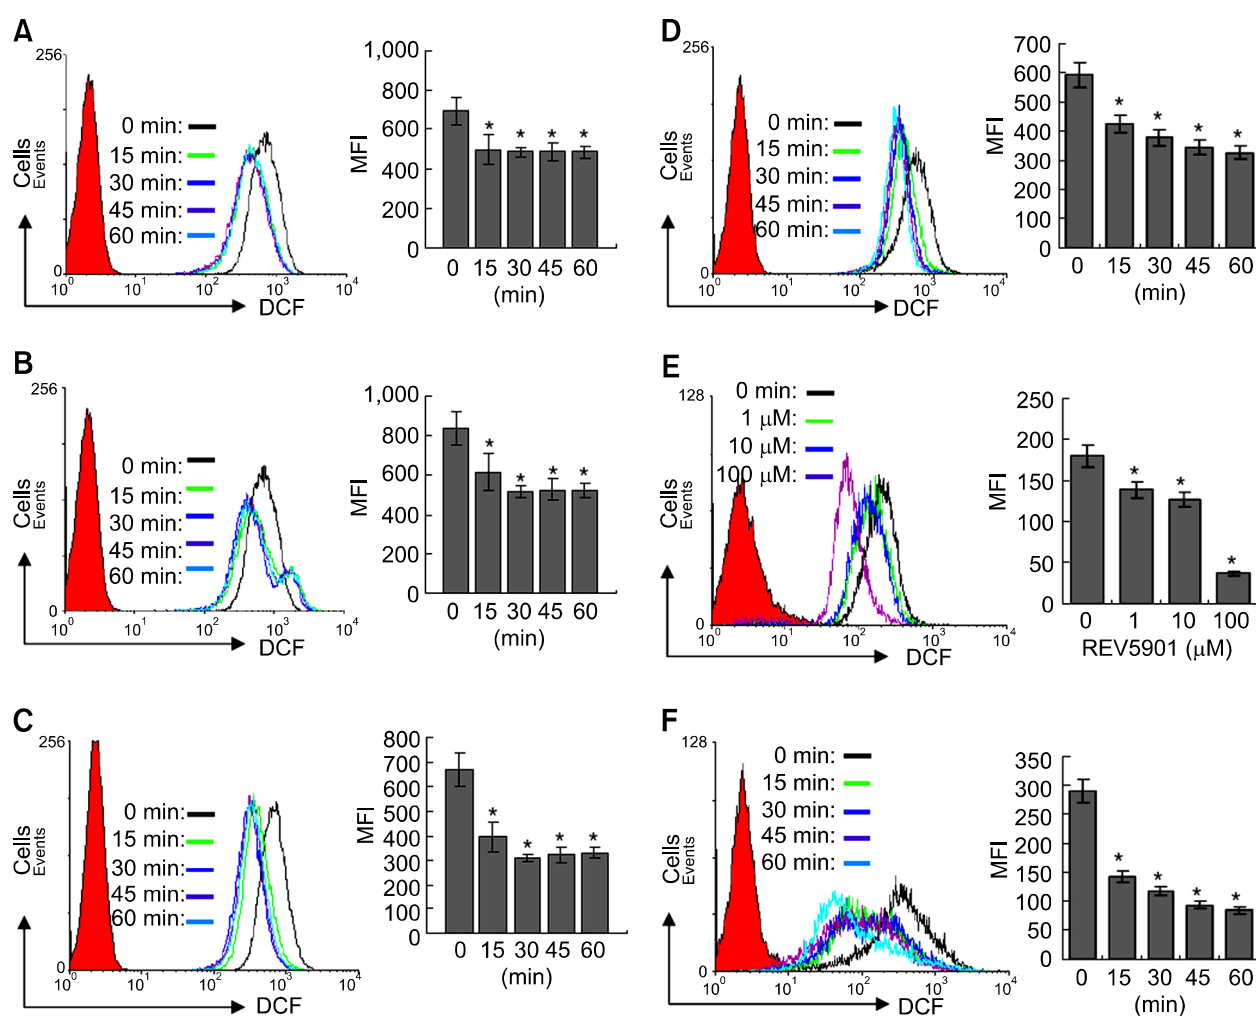 A
256
Cells
Events
0
0 min:
15 min:
30 min:
45 min:
60 min:
10^0 10^1 10^2 10^3 10^4
DCF
1,000
800
600
400
200
0
MFI
* * * *
0 15 30 45 60
(min)
D
256
Cells
Events
0
0 min:
15 min:
30 min:
45 min:
60 min:
10^0 10^1 10^2 10^3 10^4
DCF
700
600
500
400
300
200
100
0
MFI
* * * *
0 15 30 45 60
(min)
B
256
Cells
Events
0
0 min:
15 min:
30 min:
45 min:
60 min:
10^0 10^1 10^2 10^3 10^4
DCF
1,000
800
600
400
200
0
MFI
* * * *
0 15 30 45 60
(min)
E
128
Cells
Events
0
0 min:
1 µM:
10 µM:
100 µM:
10^0 10^1 10^2 10^3 10^4
DCF
250
200
150
100
50
0
MFI
* * *
0 1 10 100
REV5901 (µM)
C
256
Cells
Events
0
0 min:
15 min:
30 min:
45 min:
60 min:
10^0 10^1 10^2 10^3 10^4
DCF
800
700
600
500
400
300
200
100
0
MFI
* * * *
0 15 30 45 60
(min)
F
128
Cells
Events
0
0 min:
15 min:
30 min:
45 min:
60 min:
10^0 10^1 10^2 10^3 10^4
DCF
350
300
250
200
150
100
50
0
MFI
* * * *
0 15 30 45 60
(min)